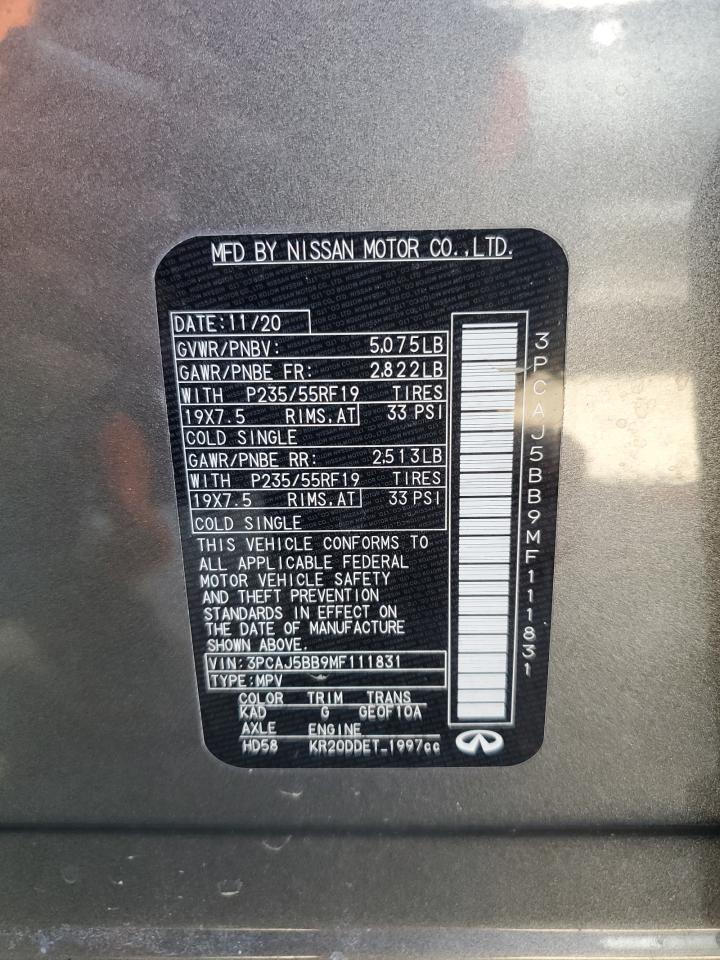 MFD BY NISSAN MOTOR CO.,LTD.
DATE:11/20
GVWR/PNBV: 5,075LB
GAWR/PNBE FR: 2,822LB
WITH P235/55RF19 TIRES
19X7.5 RIMS,AT 33 PSI
COLD SINGLE
GAWR/PNBE RR: 2,513LB
WITH P235/55RF19 TIRES
19X7.5 RIMS,AT 33 PSI
COLD SINGLE
THIS VEHICLE CONFORMS TO
ALL APPLICABLE FEDERAL
MOTOR VEHICLE SAFETY
AND THEFT PREVENTION
STANDARDS IN EFFECT ON
THE DATE OF MANUFACTURE
SHOWN ABOVE.
VIN:3PCAJ5BB9MF111831
TYPE:MPV
COLOR TRIM TRANS
KAD G GE0F10A
AXLE ENGINE
HD58 KR20DDET_1997cc
3PCAJ5BB9MF111831